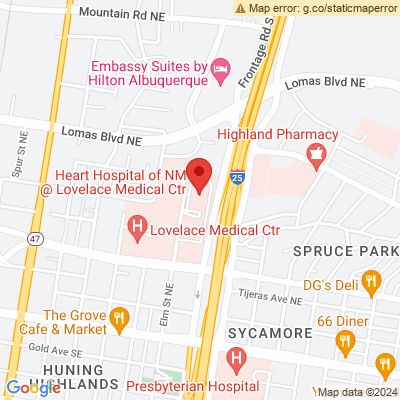 Map error: g.co/staticmaperror
Mountain Rd NE
Frontage Rd S
Embassy Suites by
Hilton Albuquerque
Lomas Blvd NE
Lomas Blvd NE
Spur St NE
Highland Pharmacy
Heart Hospital of NM
@ Lovelace Medical Ctr
25
H
Lovelace Medical Ctr
47
SPRUCE PARK
DG's Deli
Elm St NE
Tijeras Ave NE
The Grove
Cafe & Market
SYCAMORE
66 Diner
Gold Ave SE
HUNING
HIGHLANDS
H
Presbyterian Hospital
Google
Map data ©2024